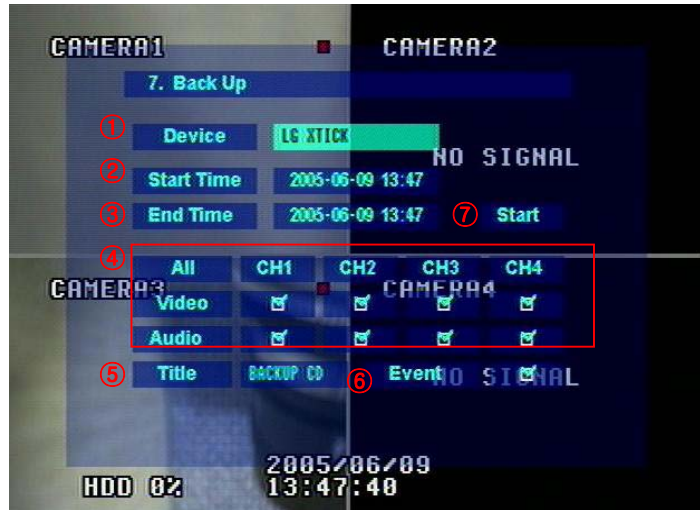 CAMERA1 CAMERA2
7. Back Up
① Device LG XTICK
NO SIGNAL
② Start Time 2005-06-09 13:47
③ End Time 2005-06-09 13:47 ⑦ Start
④ All CH1 CH2 CH3 CH4
CAMERA3 CAMERA4
Video
Audio
⑤ Title BACKUP CD ⑥ Event
NO SIGNAL
2005/06/09
HDD 0% 13:47:40